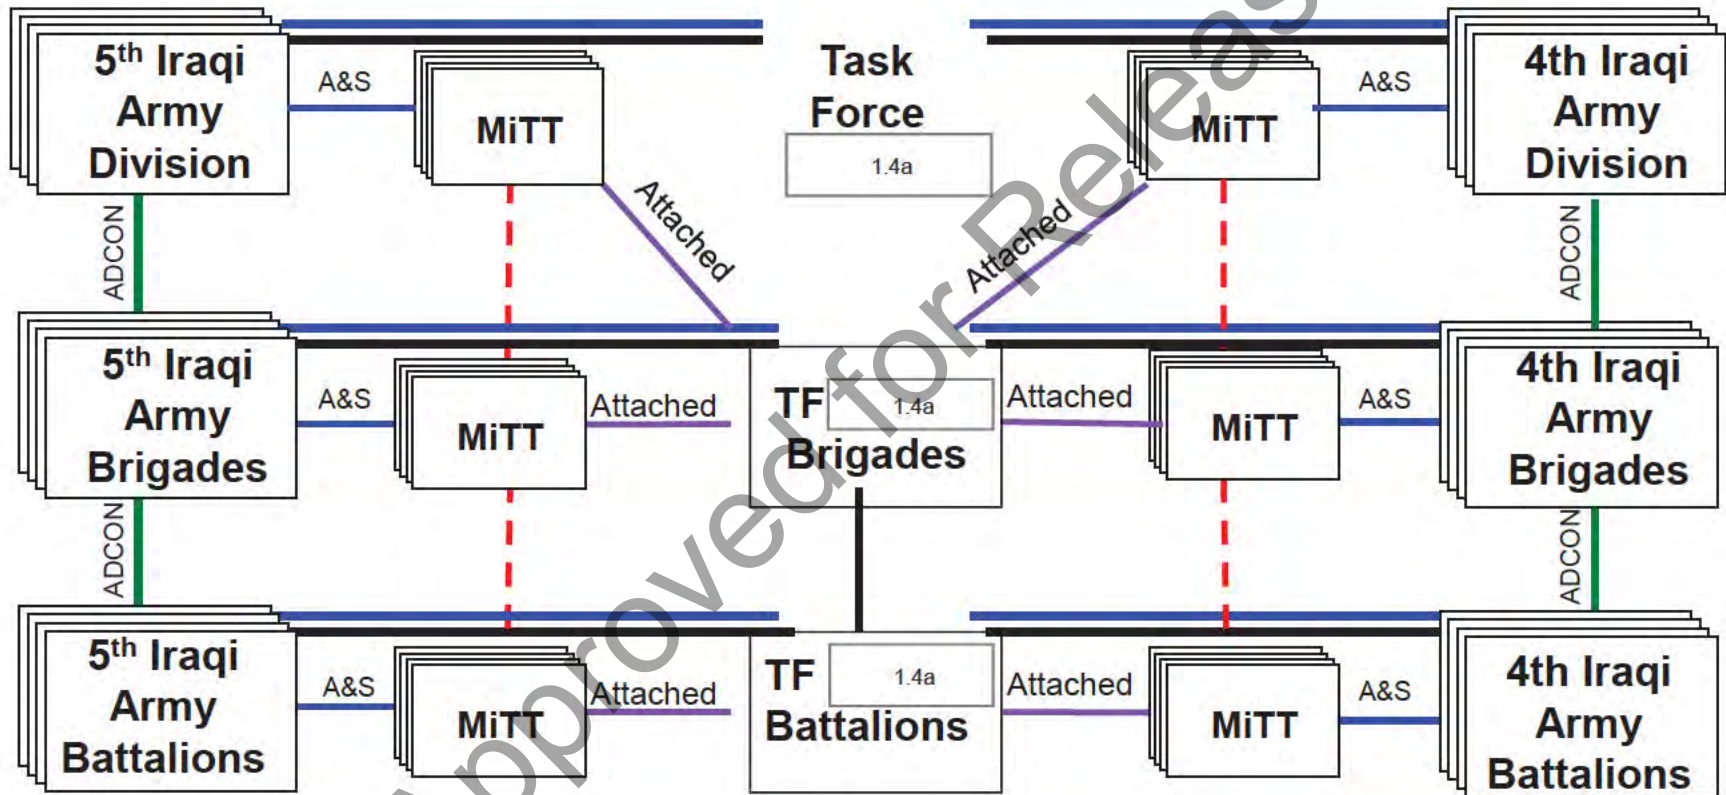 5th Iraqi
Army
Division
A&S
MiTT
Task
Force
1.4a
MiTT
A&S
4th Iraqi
Army
Division
ADCON
Attached
Attached
ADCON
5th Iraqi
Army
Brigades
A&S
MiTT
Attached
TF 1.4a
Brigades
Attached
MiTT
A&S
4th Iraqi
Army
Brigades
ADCON
ADCON
5th Iraqi
Army
Battalions
A&S
MiTT
Attached
TF 1.4a
Battalions
Attached
MiTT
A&S
4th Iraqi
Army
Battalions
Approved for Release